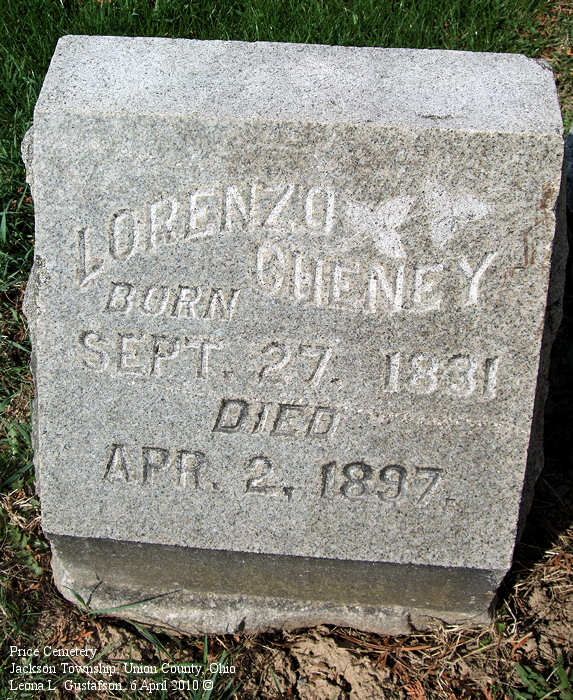 LORENZO
CHENEY
BORN
SEPT. 27. 1831
DIED
APR. 2, 1897.
Price Cemetery
Jackson Township, Union County, Ohio
Leona L. Gustafson, 6 April 2010 ©